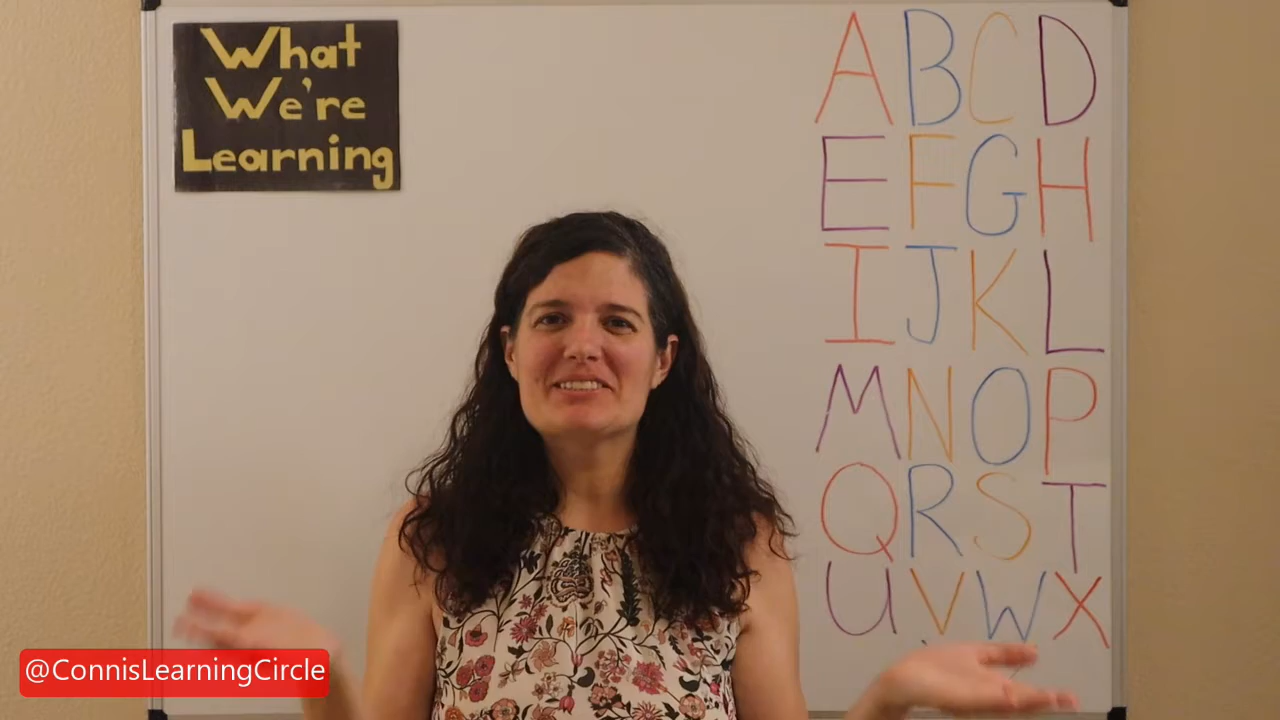 What
We're
Learning
A B C D
E F G H
I J K L
M N O P
Q R S T
U V W X
@ConnisLearningCircle